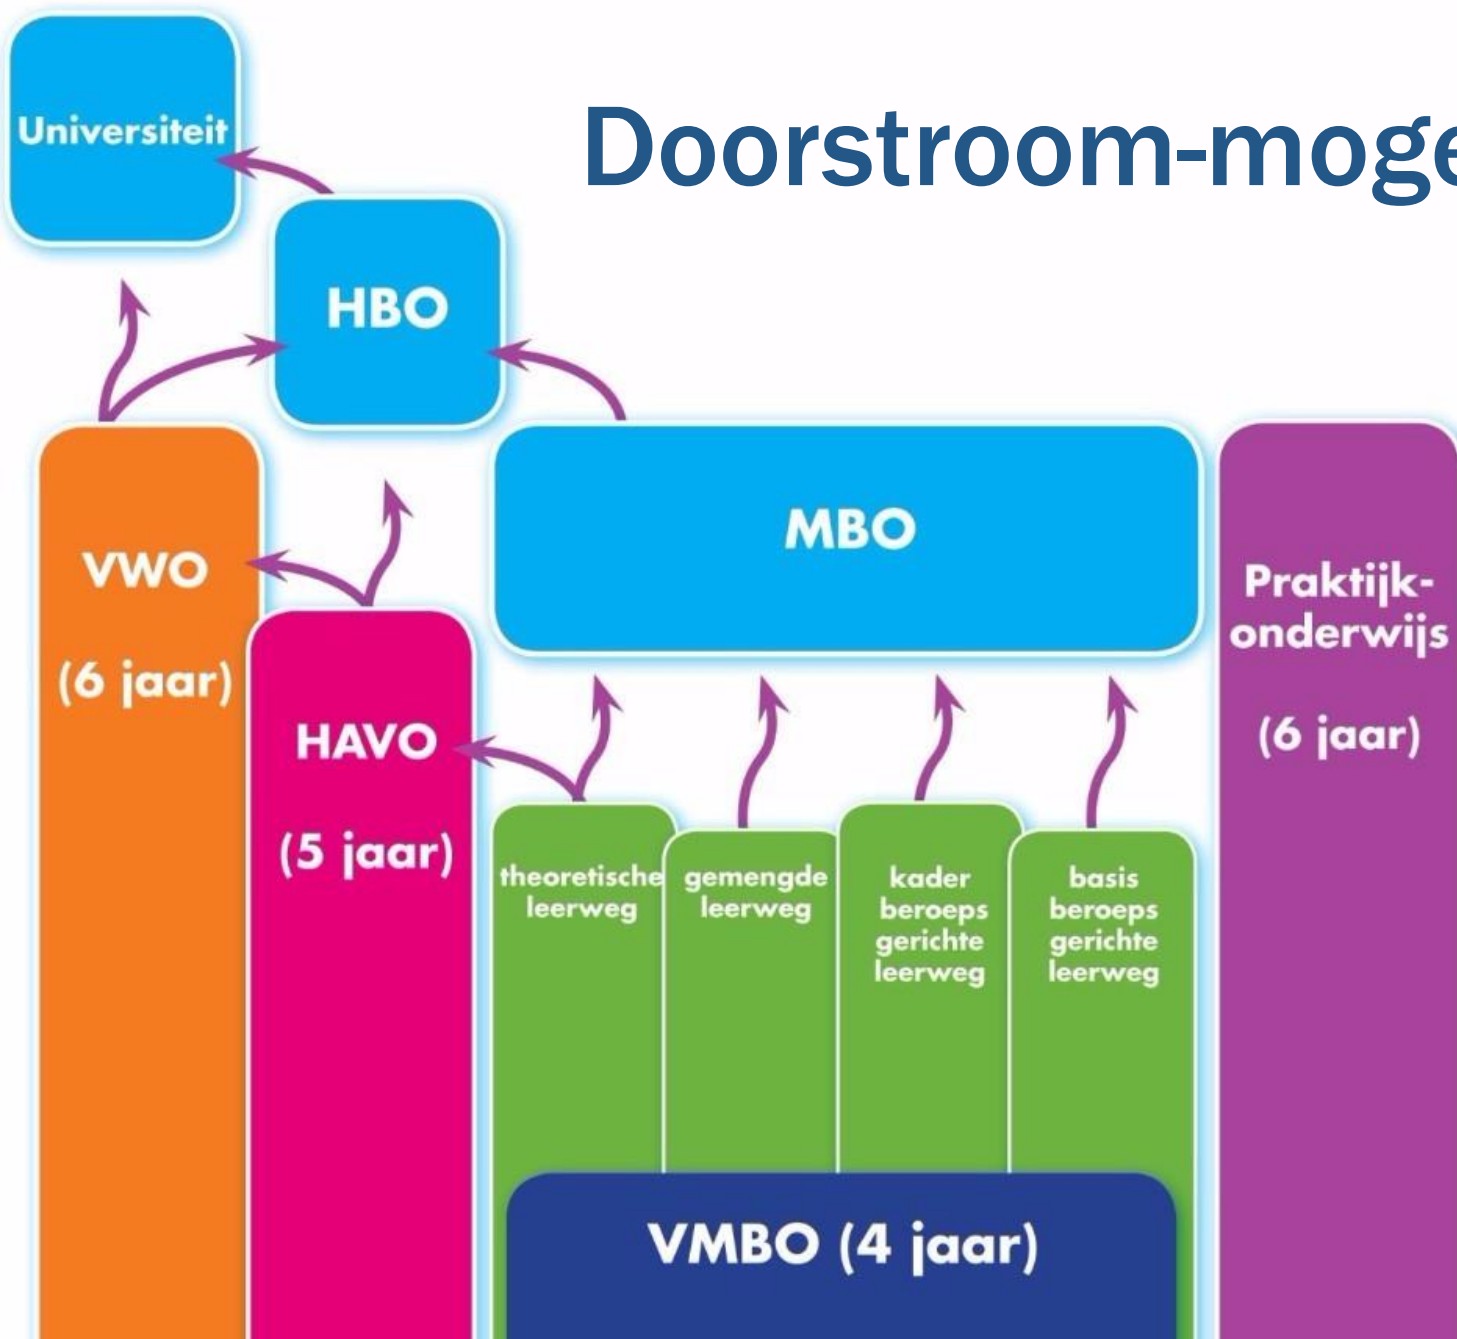 Doorstroom-moge
Universiteit
HBO
MBO
VWO
(6 jaar)
HAVO
(5 jaar)
theoretische
leerweg
gemengde
leerweg
kader
beroeps
gerichte
leerweg
basis
beroeps
gerichte
leerweg
VMBO (4 jaar)
Praktijk-
onderwijs
(6 jaar)